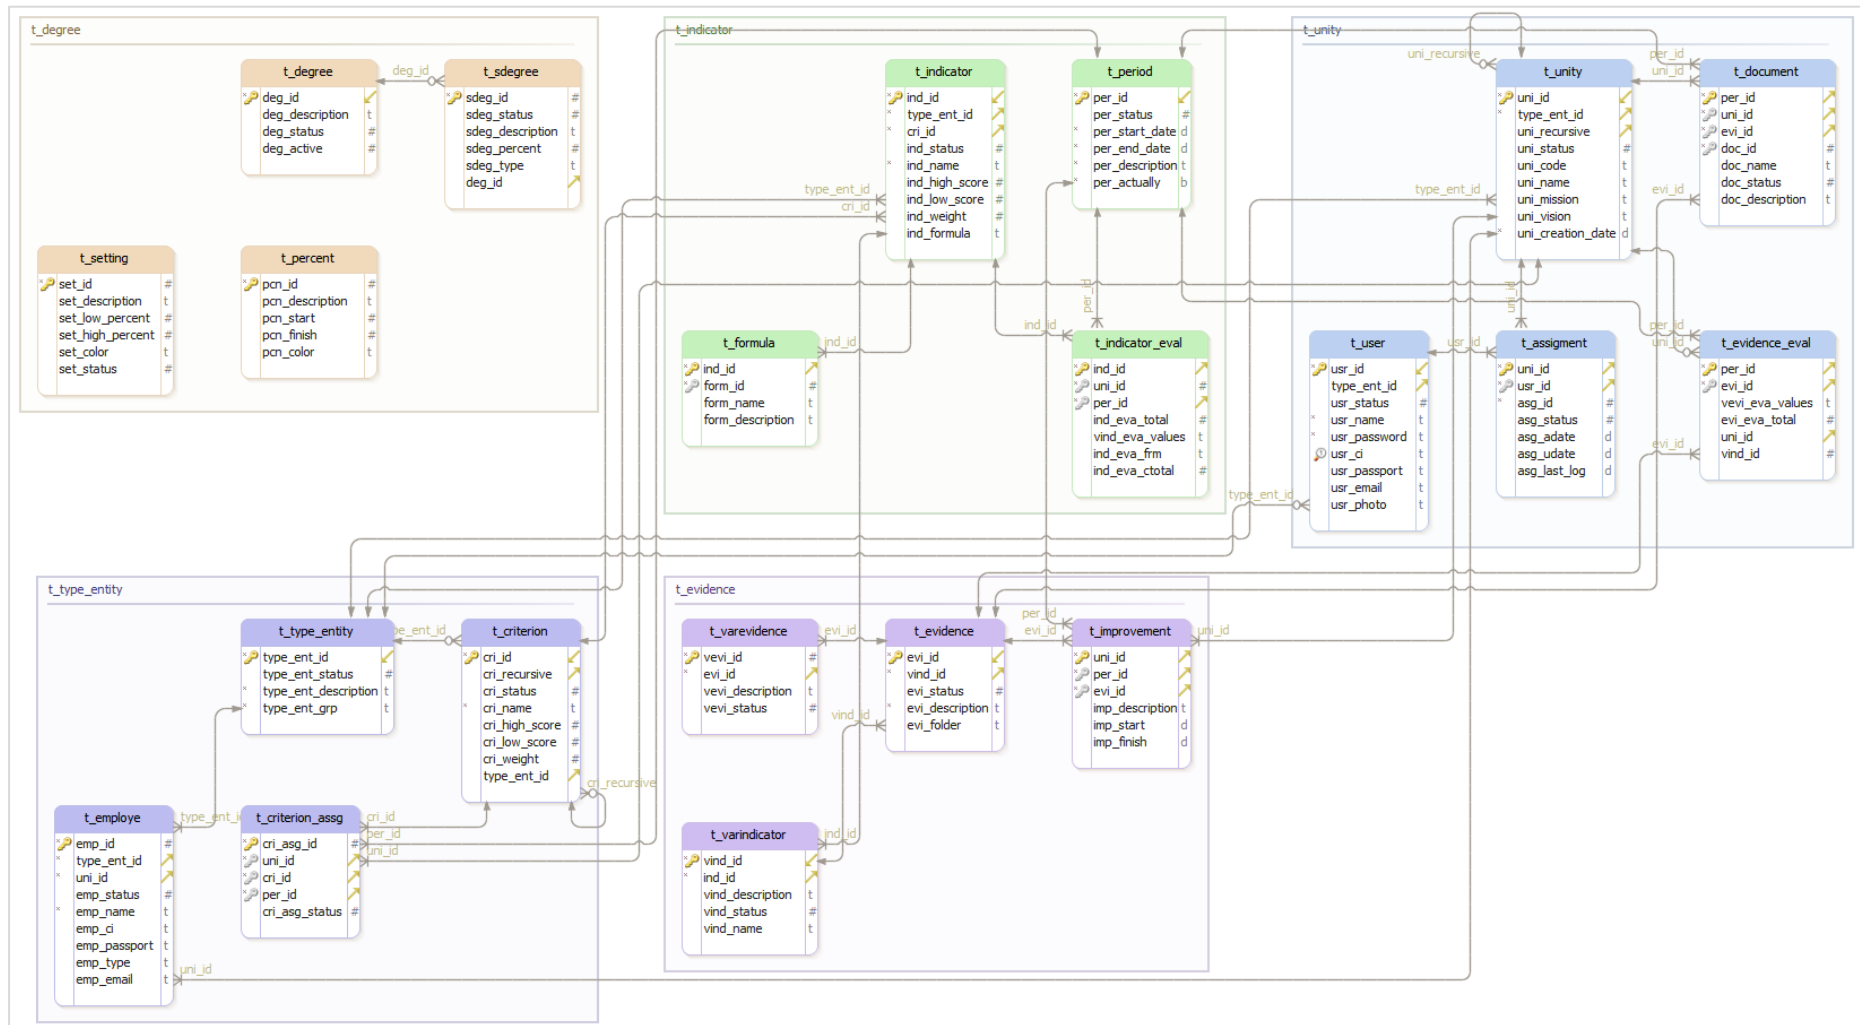 t_degree
t_degree
deg_id
deg_description t
deg_status #
deg_active #
deg_id
t_sdegree
sdeg_id #
sdeg_status #
sdeg_description t
sdeg_percent #
sdeg_type t
deg_id
t_setting
set_id #
set_description t
set_low_percent #
set_high_percent #
set_color t
set_status #
t_percent
pcn_id #
pcn_description t
pcn_start #
pcn_finish #
pcn_color t
t_indicator
t_indicator
ind_id
type_ent_id
cri_id
ind_status #
ind_name t
ind_high_score #
ind_low_score #
ind_weight #
ind_formula t
type_ent_id
cri_id
t_period
per_id
per_status #
per_start_date d
per_end_date d
per_description t
per_actually b
per_id
t_formula
ind_id
form_id #
form_name t
form_description t
ind_id
ind_id
t_indicator_eval
ind_id
uni_id #
per_id
ind_eva_total #
vind_eva_values t
ind_eva_frm t
ind_eva_ctotal #
t_unity
uni_recursive
t_unity
uni_id
type_ent_id
uni_recursive
uni_status #
uni_code t
uni_name t
uni_mission t
uni_vision t
uni_creation_date d
type_ent_id
per_id
uni_id
evi_id
t_document
per_id
uni_id
evi_id
doc_id #
doc_name t
doc_status #
doc_description t
t_user
usr_id
type_ent_id
usr_status #
usr_name t
usr_password t
usr_ci t
usr_passport t
usr_email t
usr_photo t
type_ent_id
usr_id
uni_id
t_assigment
uni_id
usr_id
asg_id #
asg_status #
asg_adate d
asg_udate d
asg_last_log d
per_id
uni_id
evi_id
t_evidence_eval
per_id
evi_id
vevi_eva_values t
evi_eva_total #
uni_id
vind_id #
t_type_entity
t_type_entity
type_ent_id
type_ent_status #
type_ent_description t
type_ent_grp t
pe_ent_id
t_criterion
cri_id
cri_recursive
cri_status #
cri_name t
cri_high_score #
cri_low_score #
cri_weight #
type_ent_id
cri_recursive
t_employe
emp_id #
type_ent_id
uni_id
emp_status #
emp_name t
emp_ci t
emp_passport t
emp_type t
emp_email t
type_ent_i
uni_id
t_criterion_assg
cri_asg_id #
uni_id
cri_id
per_id
cri_asg_status #
cri_id
per_id
uni_id
t_evidence
t_varevidence
vevi_id #
evi_id
vevi_description t
vevi_status #
evi_id
t_evidence
evi_id
vind_id
evi_status #
evi_description t
evi_folder t
vind_id
per_id
evi_id
t_improvement
uni_id
per_id
evi_id
imp_description t
imp_start d
imp_finish d
uni_id
t_varindicator
vind_id
ind_id
vind_description t
vind_status #
vind_name t
ind_id